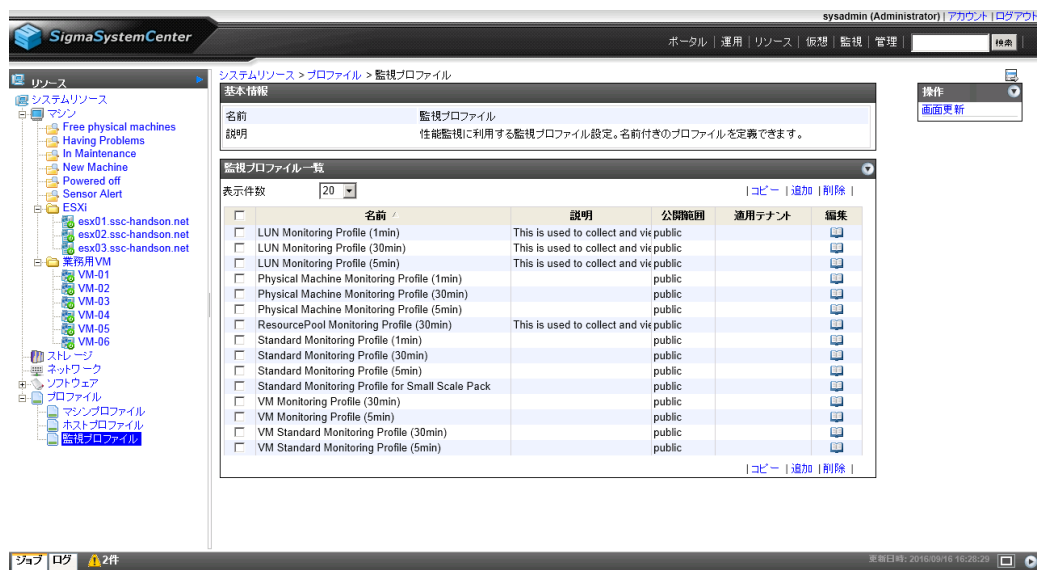 sysadmin (Administrator) | アカウント | ログアウト
SigmaSystemCenter
ポータル | 運用 | リソース | 仮想 | 監視 | 管理 | 検索 |
リソース
システムリソース
マシン
Free physical machines
Having Problems
In Maintenance
New Machine
Powered off
Sensor Alert
ESXi
esx01.ssc-handson.net
esx02.ssc-handson.net
esx03.ssc-handson.net
業務用VM
VM-01
VM-02
VM-03
VM-04
VM-05
VM-06
ストレージ
ネットワーク
ソフトウェア
プロファイル
マシンプロファイル
ホストプロファイル
監視プロファイル
システムリソース > プロファイル > 監視プロファイル
基本情報
名前 監視プロファイル
説明 性能監視に利用する監視プロファイル設定。名前付きのプロファイルを定義できます。
監視プロファイル一覧
表示件数 20 | コピー | 追加 | 削除 |
名前 説明 公開範囲 適用テナント 編集
LUN Monitoring Profile (1min) This is used to collect and vie public
LUN Monitoring Profile (30min) This is used to collect and vie public
LUN Monitoring Profile (5min) This is used to collect and vie public
Physical Machine Monitoring Profile (1min) public
Physical Machine Monitoring Profile (30min) public
Physical Machine Monitoring Profile (5min) public
ResourcePool Monitoring Profile (30min) This is used to collect and vie public
Standard Monitoring Profile (1min) public
Standard Monitoring Profile (30min) public
Standard Monitoring Profile (5min) public
Standard Monitoring Profile for Small Scale Pack public
VM Monitoring Profile (30min) public
VM Monitoring Profile (5min) public
VM Standard Monitoring Profile (30min) public
VM Standard Monitoring Profile (5min) public
| コピー | 追加 | 削除 |
操作
画面更新
ジョブ ログ 2件
更新日時: 2016/09/16 16:28:29